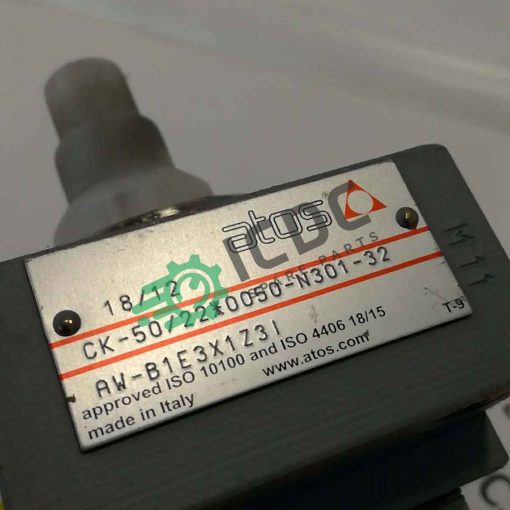 atos
18/12
CK-50/22*0050-N301-32
AW-B1E3X1Z3I
approved ISO 10100 and ISO 4406 18/15
made in Italy
www.atos.com
T-9
M11
ICDC
SPARE PARTS